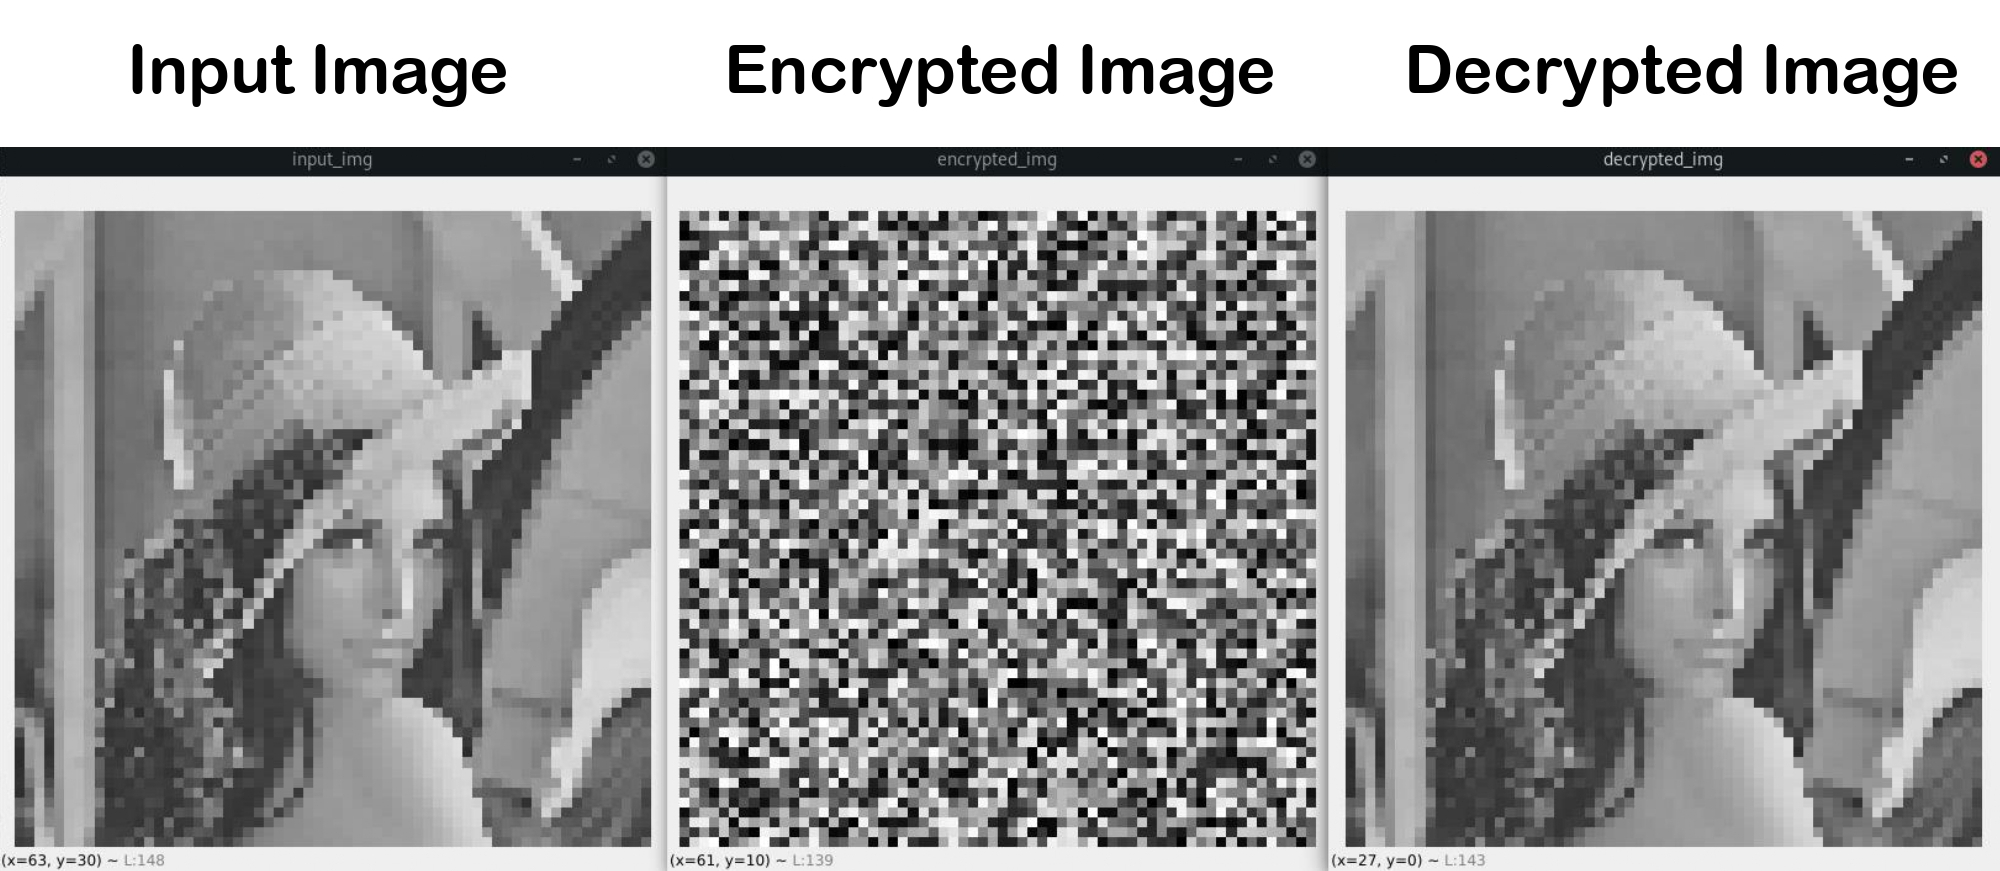 Input Image
Encrypted Image
Decrypted Image
input_img
encrypted_img
decrypted_img
(x=63, y=30) ~ L:148
(x=61, y=10) ~ L:139
(x=27, y=0) ~ L:143